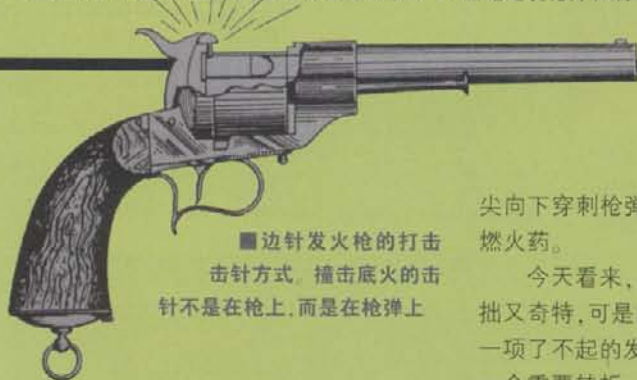 ■边针发火枪的打击
击针方式。撞击底火的击
针不是在枪上,而是在枪弹上
尖向下穿刺枪弹
燃火药。
今天看来,
拙又奇特,可是
一项了不起的发